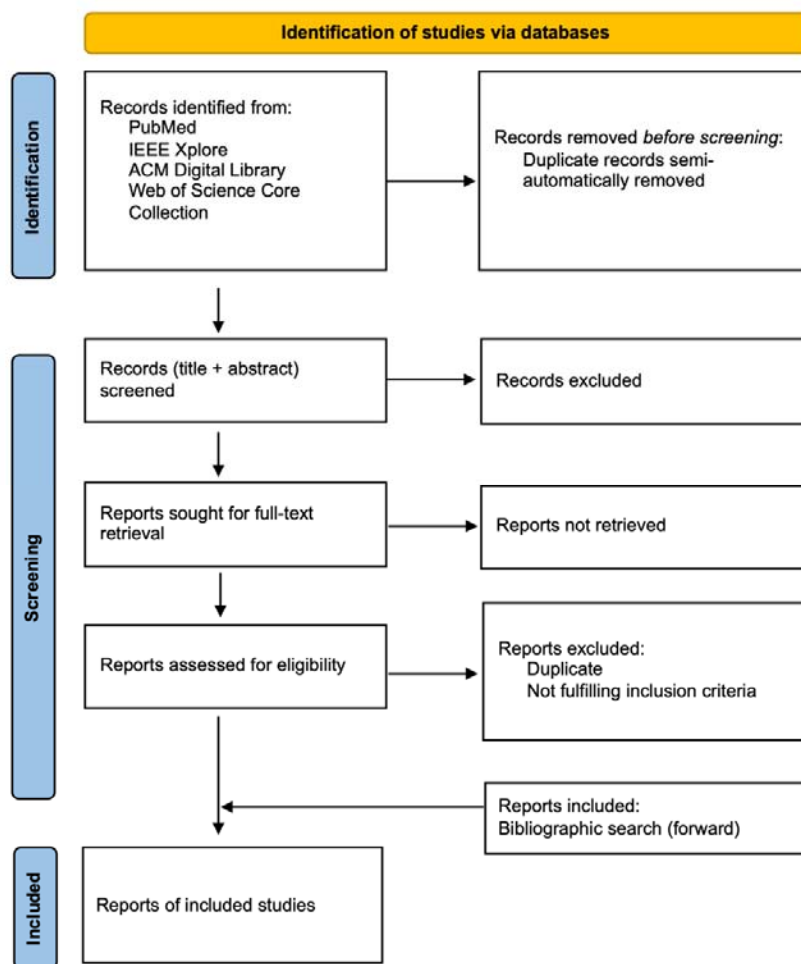 Identification of studies via databases
Identification
Records identified from:
PubMed
IEEE Xplore
ACM Digital Library
Web of Science Core
Collection
Records removed before screening:
Duplicate records semi-
automatically removed
Screening
Records (title + abstract)
screened
Records excluded
Reports sought for full-text
retrieval
Reports not retrieved
Reports assessed for eligibility
Reports excluded:
Duplicate
Not fulfilling inclusion criteria
Reports included:
Bibliographic search (forward)
Included
Reports of included studies